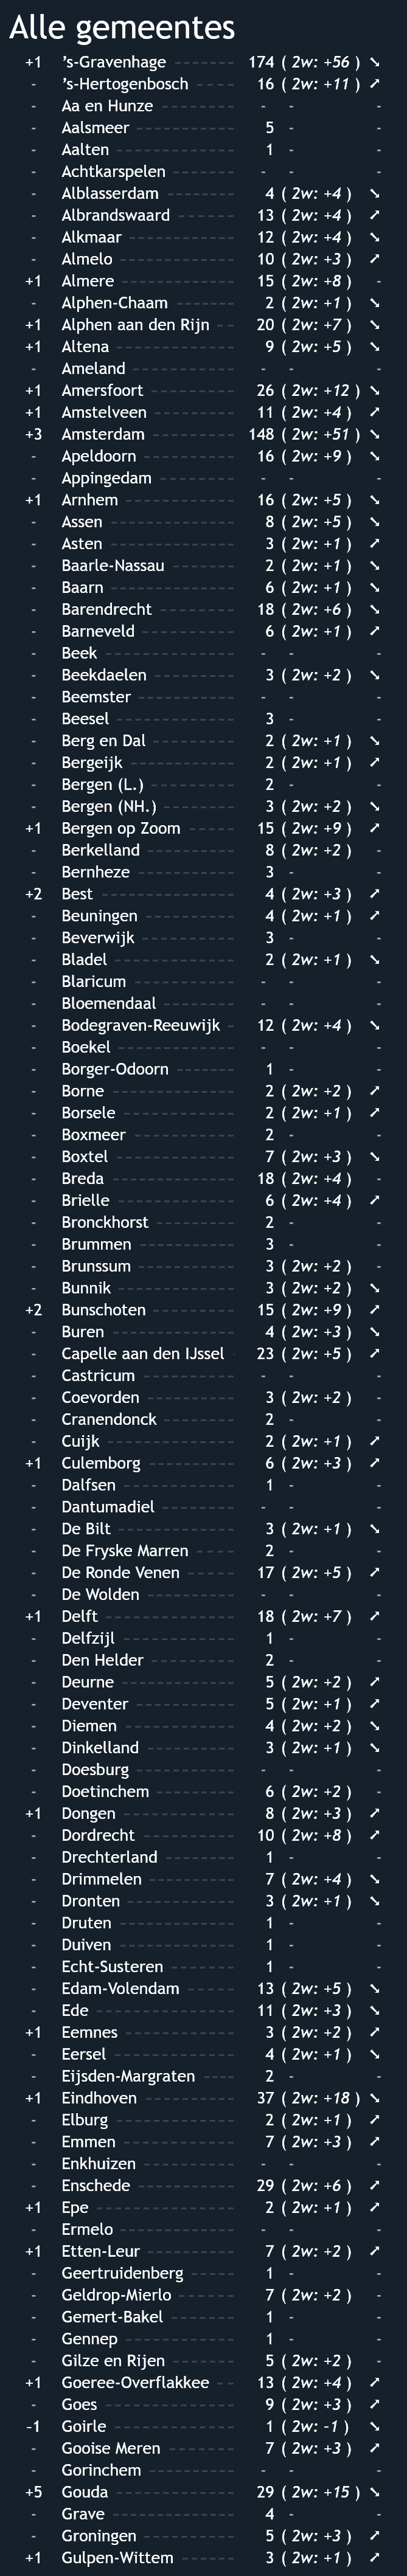 Alle gemeentes
+1 's-Gravenhage 174 ( 2w: +56 ) ➘
- 's-Hertogenbosch 16 ( 2w: +11 ) ➚
- Aa en Hunze - - -
- Aalsmeer 5 - -
- Aalten 1 - -
- Achtkarspelen - - -
- Alblasserdam 4 ( 2w: +4 ) ➘
- Albrandswaard 13 ( 2w: +4 ) ➚
- Alkmaar 12 ( 2w: +4 ) ➘
- Almelo 10 ( 2w: +3 ) ➚
+1 Almere 15 ( 2w: +8 ) -
- Alphen-Chaam 2 ( 2w: +1 ) ➘
+1 Alphen aan den Rijn 20 ( 2w: +7 ) ➘
+1 Altena 9 ( 2w: +5 ) ➘
- Ameland - - -
+1 Amersfoort 26 ( 2w: +12 ) ➘
+1 Amstelveen 11 ( 2w: +4 ) ➚
+3 Amsterdam 148 ( 2w: +51 ) ➘
- Apeldoorn 16 ( 2w: +9 ) ➘
- Appingedam - - -
+1 Arnhem 16 ( 2w: +5 ) ➘
- Assen 8 ( 2w: +5 ) ➘
- Asten 3 ( 2w: +1 ) ➚
- Baarle-Nassau 2 ( 2w: +1 ) ➘
- Baarn 6 ( 2w: +1 ) ➘
- Barendrecht 18 ( 2w: +6 ) ➘
- Barneveld 6 ( 2w: +1 ) ➚
- Beek - - -
- Beekdaelen 3 ( 2w: +2 ) ➘
- Beemster - - -
- Beesel 3 - -
- Berg en Dal 2 ( 2w: +1 ) ➘
- Bergeijk 2 ( 2w: +1 ) ➚
- Bergen (L.) 2 - -
- Bergen (NH.) 3 ( 2w: +2 ) ➘
+1 Bergen op Zoom 15 ( 2w: +9 ) ➚
- Berkelland 8 ( 2w: +2 ) -
- Bernheze 3 - -
+2 Best 4 ( 2w: +3 ) ➚
- Beuningen 4 ( 2w: +1 ) ➚
- Beverwijk 3 - -
- Bladel 2 ( 2w: +1 ) ➘
- Blaricum - - -
- Bloemendaal - - -
- Bodegraven-Reeuwijk 12 ( 2w: +4 ) ➘
- Boekel - - -
- Borger-Odoorn 1 - -
- Borne 2 ( 2w: +2 ) ➚
- Borsele 2 ( 2w: +1 ) ➚
- Boxmeer 2 - -
- Boxtel 7 ( 2w: +3 ) ➘
- Breda 18 ( 2w: +4 ) -
- Brielle 6 ( 2w: +4 ) ➚
- Bronckhorst 2 - -
- Brummen 3 - -
- Brunssum 3 ( 2w: +2 ) -
- Bunnik 3 ( 2w: +2 ) ➘
+2 Bunschoten 15 ( 2w: +9 ) ➚
- Buren 4 ( 2w: +3 ) ➘
- Capelle aan den IJssel 23 ( 2w: +5 ) ➚
- Castricum - - -
- Coevorden 3 ( 2w: +2 ) -
- Cranendonck 2 - -
- Cuijk 2 ( 2w: +1 ) ➚
+1 Culemborg 6 ( 2w: +3 ) ➚
- Dalfsen 1 - -
- Dantumadiel - - -
- De Bilt 3 ( 2w: +1 ) ➘
- De Fryske Marren 2 - -
- De Ronde Venen 17 ( 2w: +5 ) ➚
- De Wolden - - -
+1 Delft 18 ( 2w: +7 ) ➚
- Delfzijl 1 - -
- Den Helder 2 - -
- Deurne 5 ( 2w: +2 ) ➚
- Deventer 5 ( 2w: +1 ) ➚
- Diemen 4 ( 2w: +2 ) ➘
- Dinkelland 3 ( 2w: +1 ) ➘
- Doesburg - - -
- Doetinchem 6 ( 2w: +2 ) -
+1 Dongen 8 ( 2w: +3 ) ➚
- Dordrecht 10 ( 2w: +8 ) ➚
- Drechterland 1 - -
- Drimmelen 7 ( 2w: +4 ) ➘
- Dronten 3 ( 2w: +1 ) ➘
- Druten 1 - -
- Duiven 1 - -
- Echt-Susteren 1 - -
- Edam-Volendam 13 ( 2w: +5 ) ➘
- Ede 11 ( 2w: +3 ) ➘
+1 Eemnes 3 ( 2w: +2 ) ➚
- Eersel 4 ( 2w: +1 ) ➘
- Eijsden-Margraten 2 - -
+1 Eindhoven 37 ( 2w: +18 ) ➘
- Elburg 2 ( 2w: +1 ) ➚
- Emmen 7 ( 2w: +3 ) ➚
- Enkhuizen - - -
- Enschede 29 ( 2w: +6 ) ➚
+1 Epe 2 ( 2w: +1 ) ➚
- Ermelo - - -
+1 Etten-Leur 7 ( 2w: +2 ) ➚
- Geertruidenberg 1 - -
- Geldrop-Mierlo 7 ( 2w: +2 ) -
- Gemert-Bakel 1 - -
- Gennep 1 - -
- Gilze en Rijen 5 ( 2w: +2 ) -
+1 Goeree-Overflakkee 13 ( 2w: +4 ) ➚
- Goes 9 ( 2w: +3 ) ➚
-1 Goirle 1 ( 2w: -1 ) ➘
- Gooise Meren 7 ( 2w: +3 ) ➚
- Gorinchem - - -
+5 Gouda 29 ( 2w: +15 ) ➘
- Grave 4 - -
- Groningen 5 ( 2w: +3 ) ➚
+1 Gulpen-Wittem 3 ( 2w: +1 ) ➚